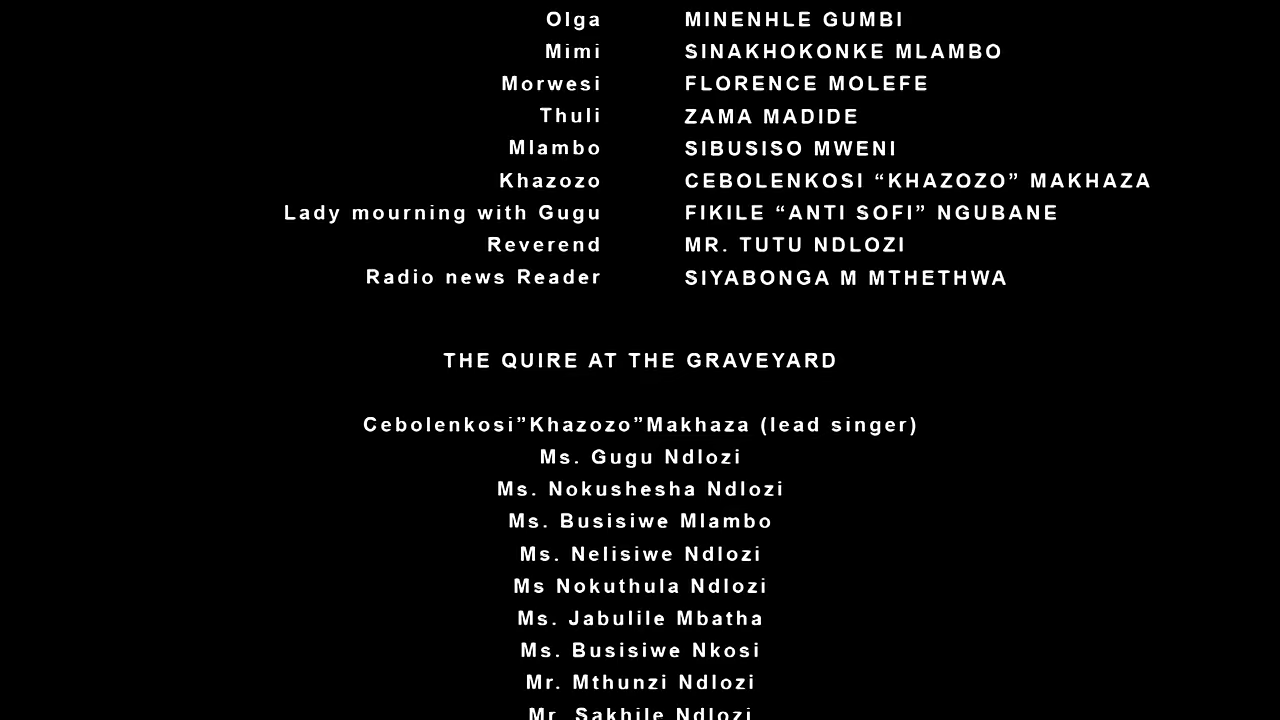 Olga MINENHLE GUMBI
Mimi SINAKHOKONKE MLAMBO
Morwesi FLORENCE MOLEFE
Thuli ZAMA MADIDE
Mlambo SIBUSISO MWENI
Khazozo CEBOLENKOSI “KHAZOZO” MAKHAZA
Lady mourning with Gugu FIKILE “ANTI SOFI” NGUBANE
Reverend MR. TUTU NDLOZI
Radio news Reader SIYABONGA M MTHETHWA
THE QUIRE AT THE GRAVEYARD
Cebolenkosi”Khazozo”Makhaza (lead singer)
Ms. Gugu Ndlozi
Ms. Nokushesha Ndlozi
Ms. Busisiwe Mlambo
Ms. Nelisiwe Ndlozi
Ms Nokuthula Ndlozi
Ms. Jabulile Mbatha
Ms. Busisiwe Nkosi
Mr. Mthunzi Ndlozi
Mr. Sakhile Ndlozi